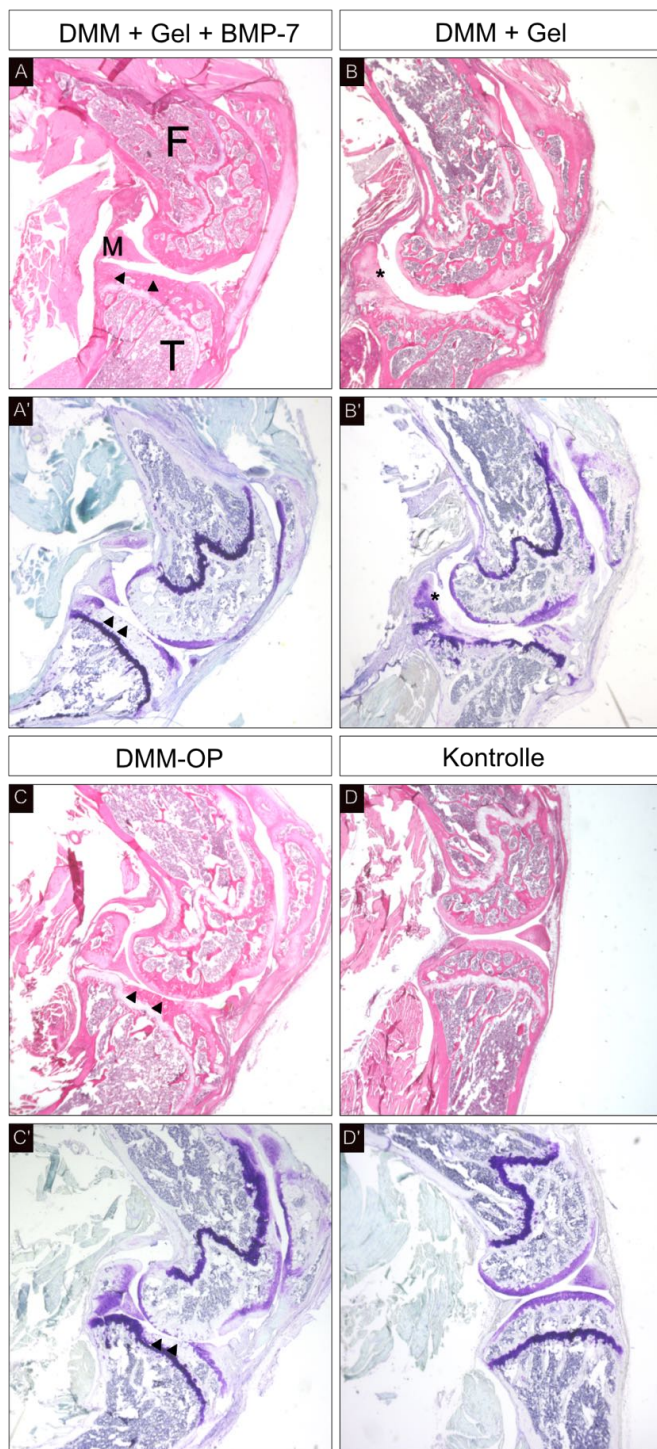 DMM + Gel + BMP-7
DMM + Gel
A
F
M
T
B
*
A'
B'
*
DMM-OP
Kontrolle
C
D
C'
D'